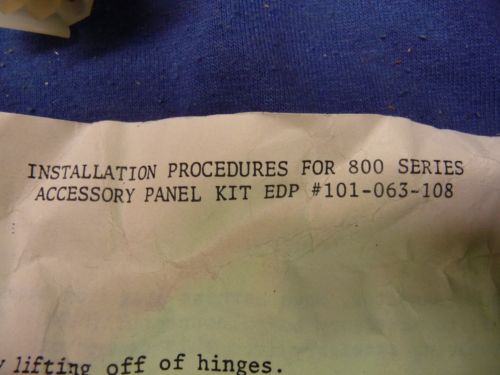 INSTALLATION PROCEDURES FOR 800 SERIES
ACCESSORY PANEL KIT EDP #101-063-108
lifting off of hinges.